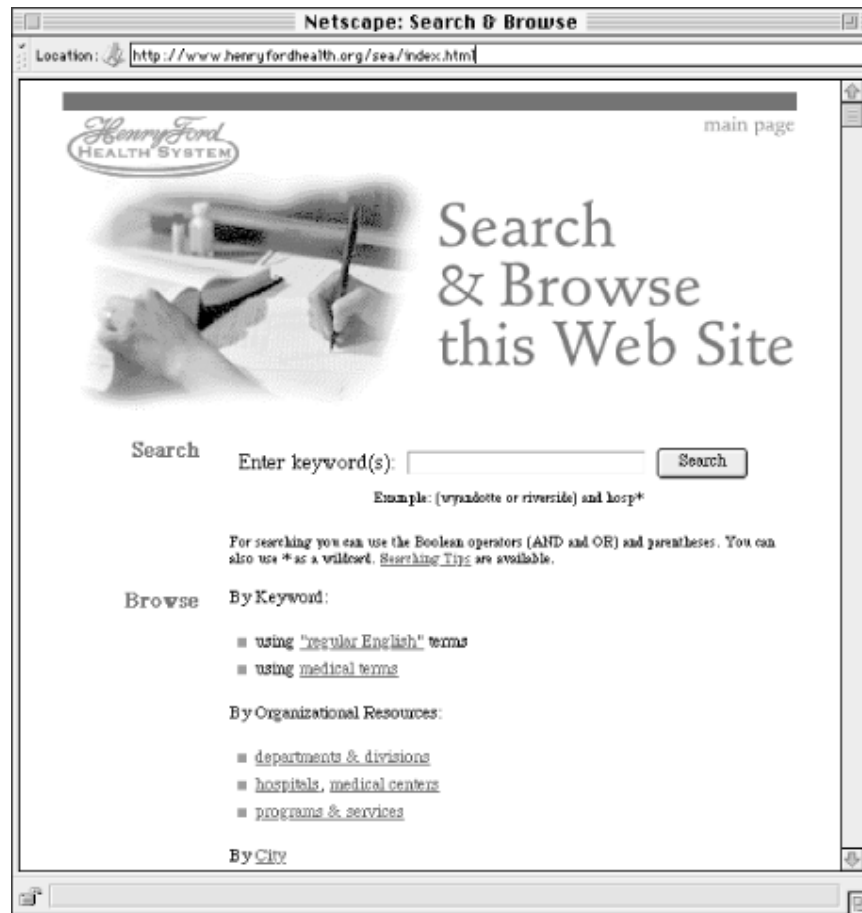 Netscape: Search & Browse
Location: http://www.henryfordhealth.org/sea/index.html
Henry Ford
HEALTH SYSTEM
main page
Search
& Browse
this Web Site
Search
Enter keyword(s):
Search
Example: (wyandotte or riverside) and hosp*
For searching you can use the Boolean operators (AND and OR) and parentheses. You can
also use * as a wildcard. Searching Tips are available.
Browse
By Keyword:
using "regular English" terms
using medical terms
By Organizational Resources:
departments & divisions
hospitals, medical centers
programs & services
By City